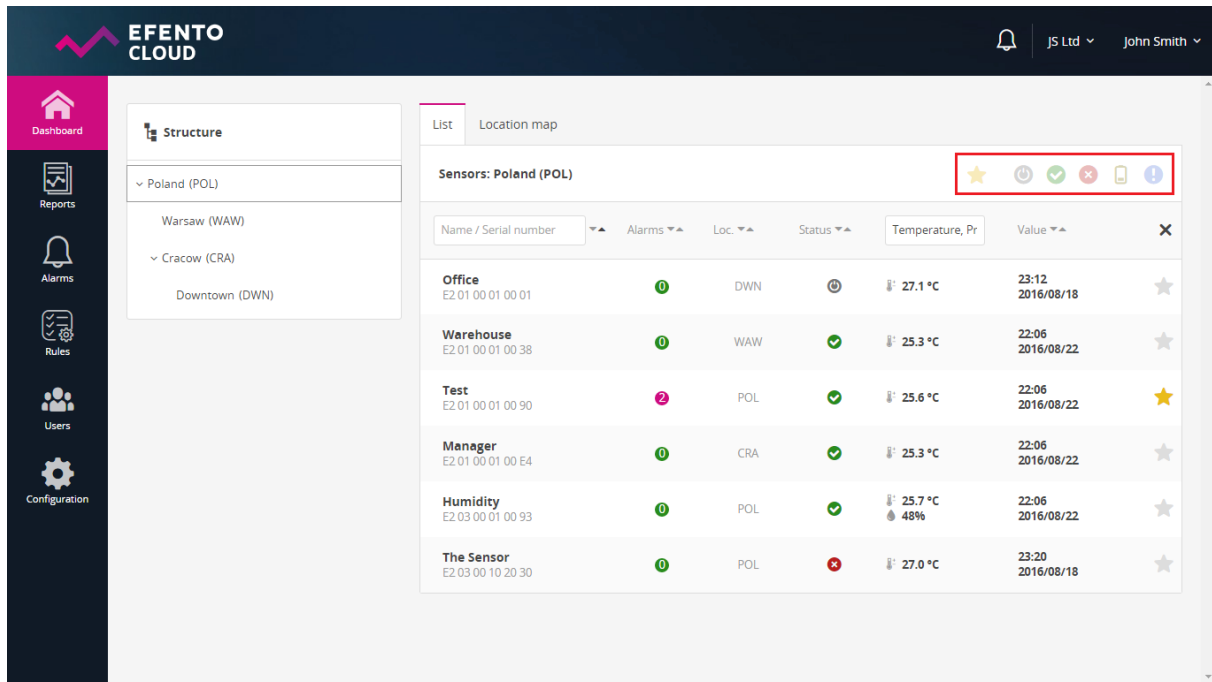 EFENTO
CLOUD
JS Ltd
John Smith
Dashboard
Reports
Alarms
Rules
Users
Configuration
Structure
Poland (POL)
Warsaw (WAW)
Cracow (CRA)
Downtown (DWN)
List Location map
Sensors: Poland (POL)
Name / Serial number Alarms Loc. Status Temperature, Pr Value
Office 0 DWN 27.1 °C 23:12
E2 01 00 01 00 01 2016/08/18
Warehouse 0 WAW 25.3 °C 22:06
E2 01 00 01 00 38 2016/08/22
Test 2 POL 25.6 °C 22:06
E2 01 00 01 00 90 2016/08/22
Manager 0 CRA 25.3 °C 22:06
E2 01 00 01 00 E4 2016/08/22
Humidity 0 POL 25.7 °C 22:06
E2 03 00 01 00 93 48% 2016/08/22
The Sensor 0 POL 27.0 °C 23:20
E2 03 00 10 20 30 2016/08/18